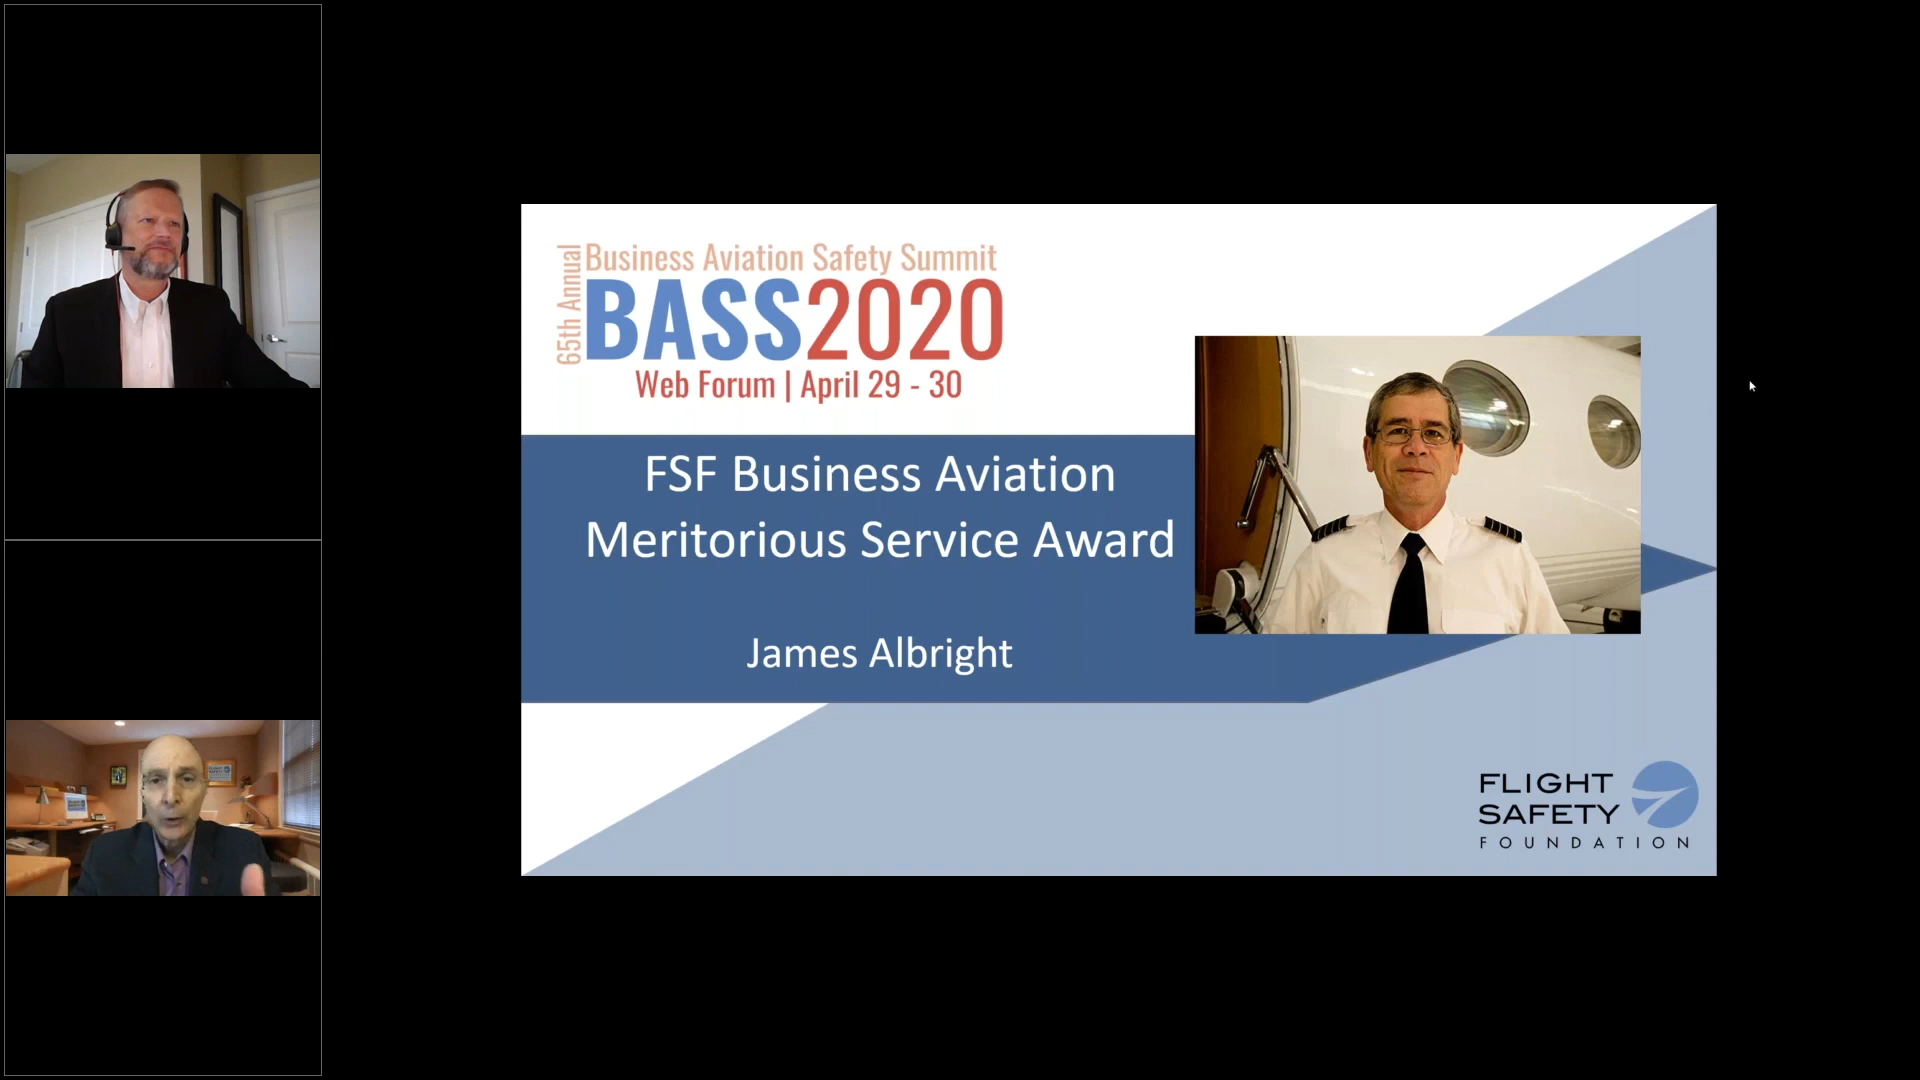 65th Annual
Business Aviation Safety Summit
BASS2020
Web Forum | April 29 - 30
FSF Business Aviation
Meritorious Service Award
James Albright
FLIGHT
SAFETY
FOUNDATION